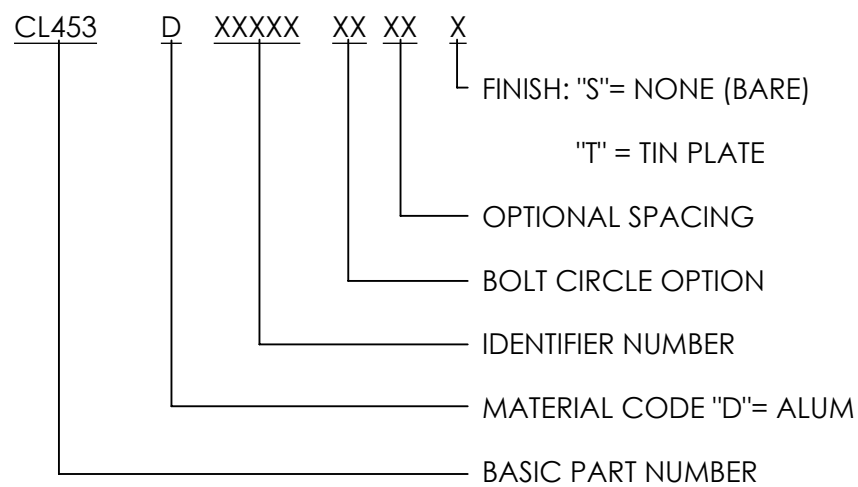 CL453 D XXXXX XX XX X
FINISH: "S"= NONE (BARE)
"T" = TIN PLATE
OPTIONAL SPACING
BOLT CIRCLE OPTION
IDENTIFIER NUMBER
MATERIAL CODE "D"= ALUM
BASIC PART NUMBER